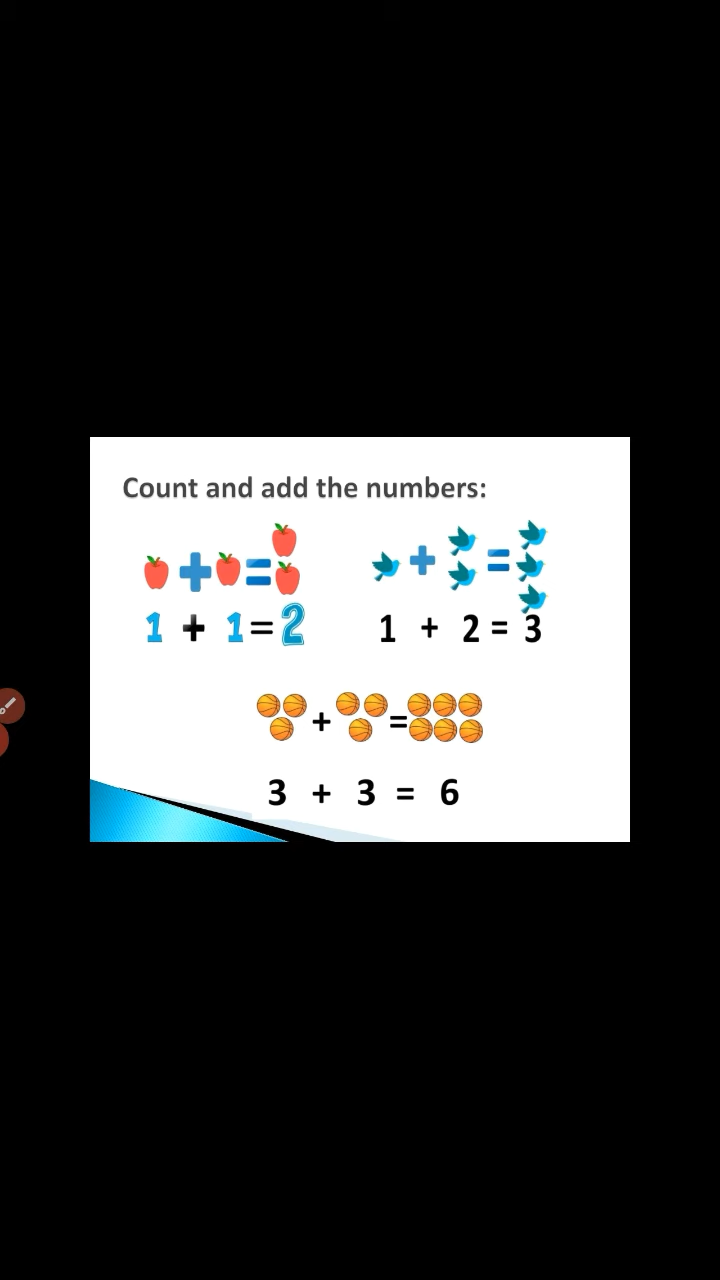 Count and add the numbers:
1 + 1 = 2
1 + 2 = 3
+ =
3 + 3 = 6